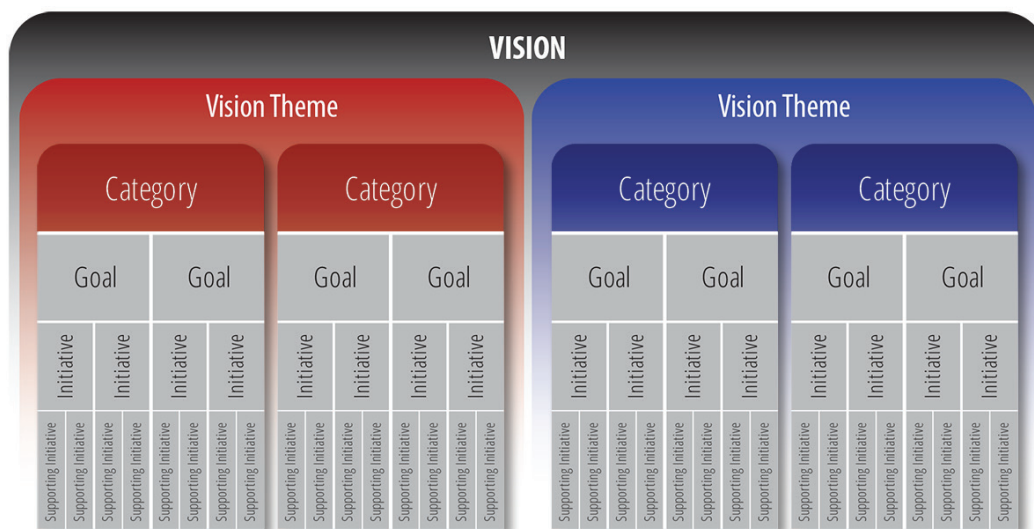 VISION
Vision Theme Vision Theme
Category Category Category Category
Goal Goal Goal Goal Goal Goal Goal Goal
Initiative Initiative Initiative Initiative Initiative Initiative Initiative Initiative Initiative Initiative Initiative Initiative Initiative Initiative Initiative Initiative
Supporting Initiative Supporting Initiative Supporting Initiative Supporting Initiative Supporting Initiative Supporting Initiative Supporting Initiative Supporting Initiative Supporting Initiative Supporting Initiative Supporting Initiative Supporting Initiative Supporting Initiative Supporting Initiative Supporting Initiative Supporting Initiative Supporting Initiative Supporting Initiative Supporting Initiative Supporting Initiative Supporting Initiative Supporting Initiative Supporting Initiative Supporting Initiative Supporting Initiative Supporting Initiative Supporting Initiative Supporting Initiative Supporting Initiative Supporting Initiative Supporting Initiative Supporting Initiative